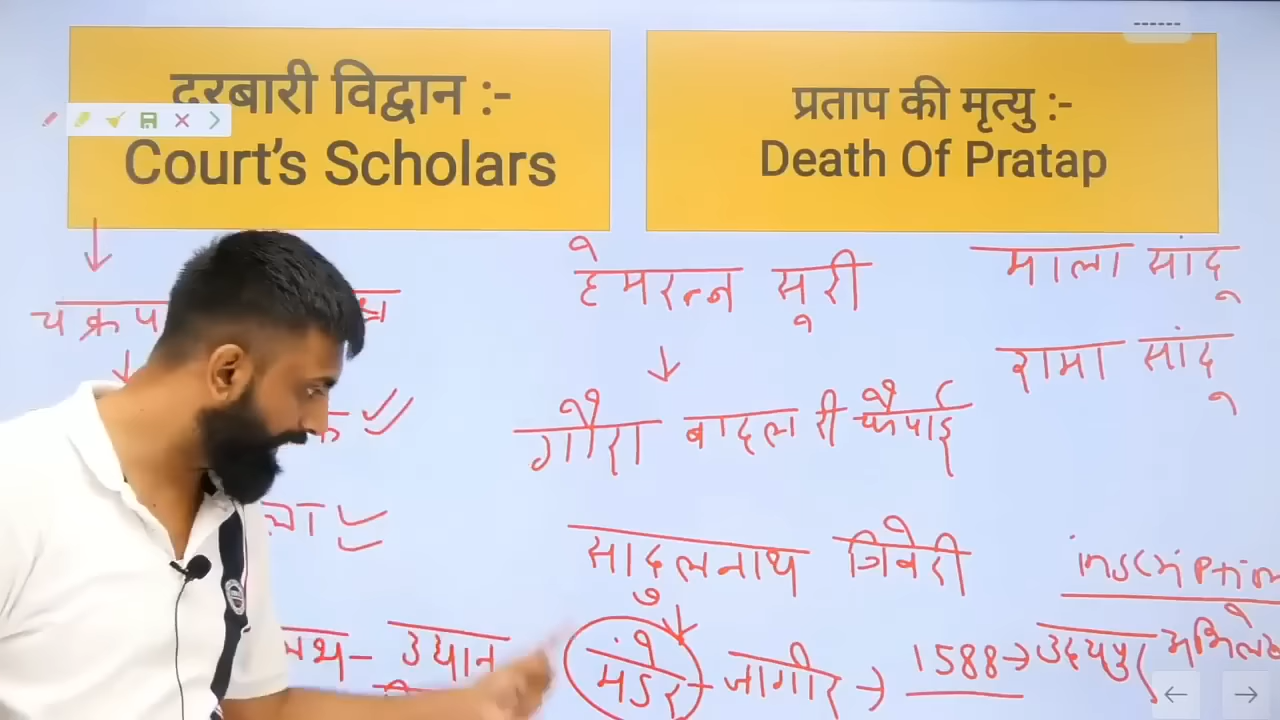 दरबारी विद्वान :-
Court's Scholars
प्रताप की मृत्यु :-
Death Of Pratap
हेमरत्न सूरी
माला सांदू
रामा सांदू
गौरा बादल री चौपाई
सादुलनाथ त्रिवेदी
inscription
उद्यान
मंडेर - जागीर → 1588 → उदयपुर अभिलेख